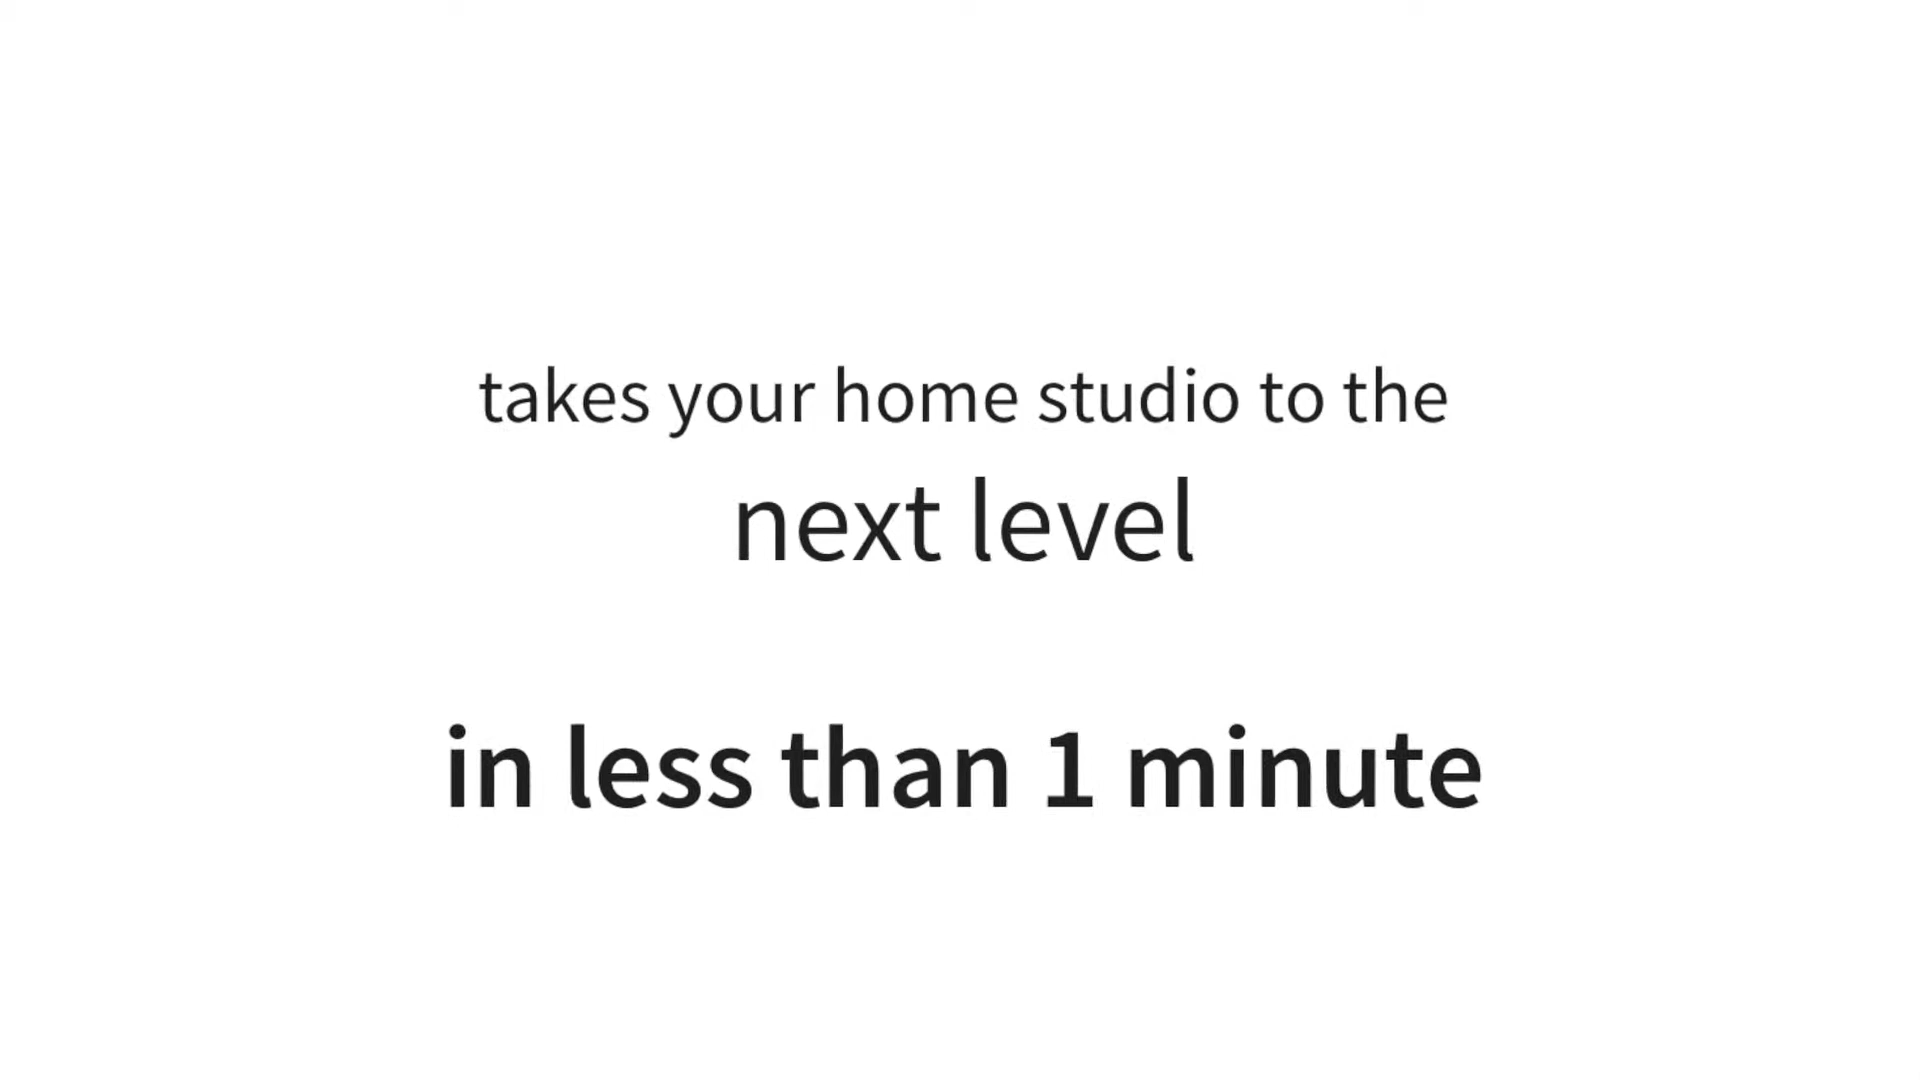 takes your home studio to the
next level
in less than 1 minute